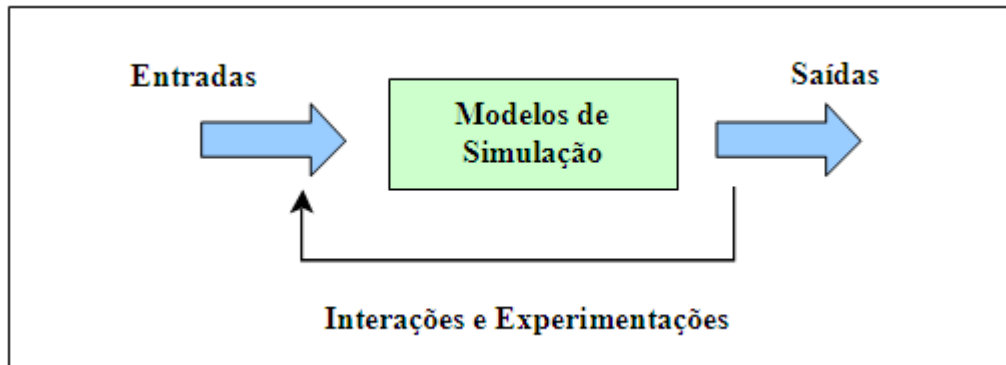 Entradas
Saídas
Modelos de
Simulação
Interações e Experimentações